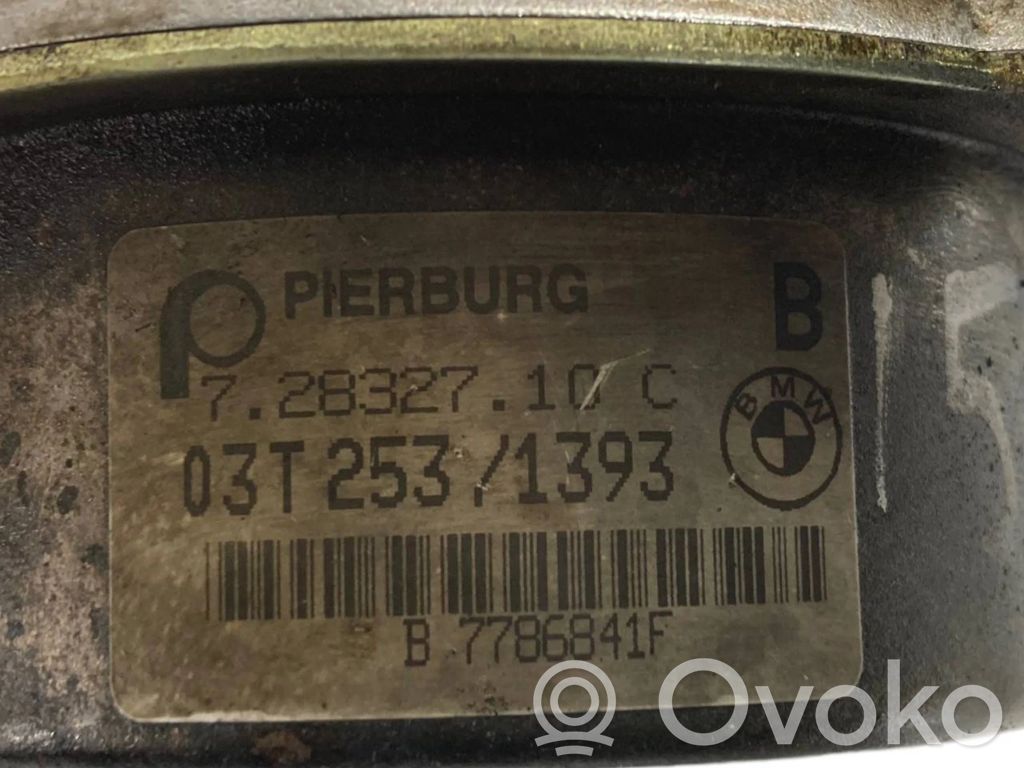 PIERBURG B
7.28327.10 C
BMW
03T 253/1393
B 7786841F
Ovoko